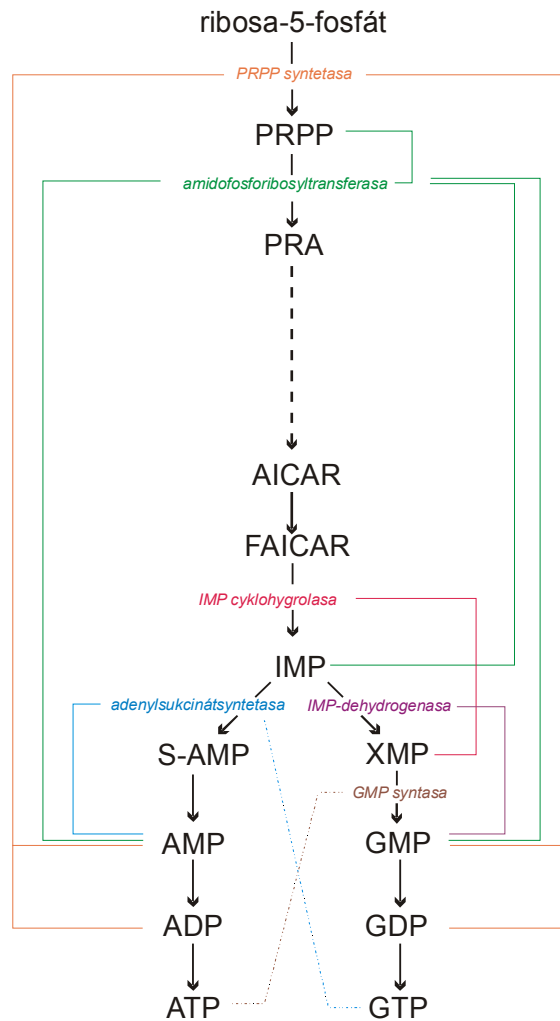 ribosa-5-fosfát
PRPP syntetasa
PRPP
amidofosforibosyltransferasa
PRA
AICAR
FAICAR
IMP cyklohygrolasa
IMP
adenylsukcinátsyntetasa IMP-dehydrogenasa
S-AMP XMP
GMP syntasa
AMP GMP
ADP GDP
ATP GTP